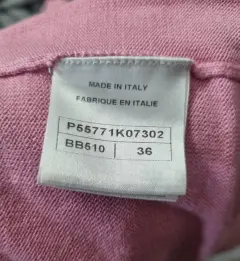 MADE IN ITALY
FABRIQUE EN ITALIE
P55771K07302
BB510 36